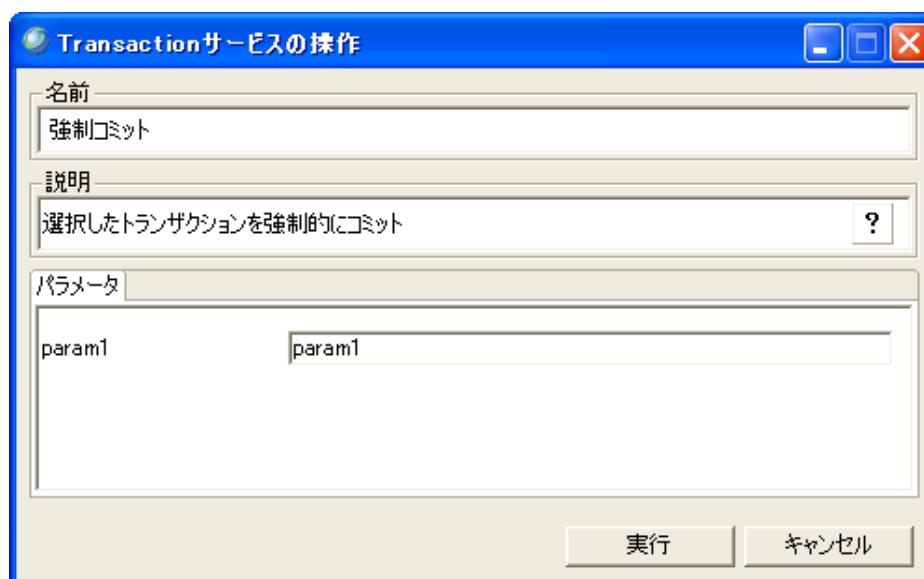 Transactionサービスの操作
名前
強制コミット
説明
選択したトランザクションを強制的にコミット
?
パラメータ
param1 param1
実行 キャンセル